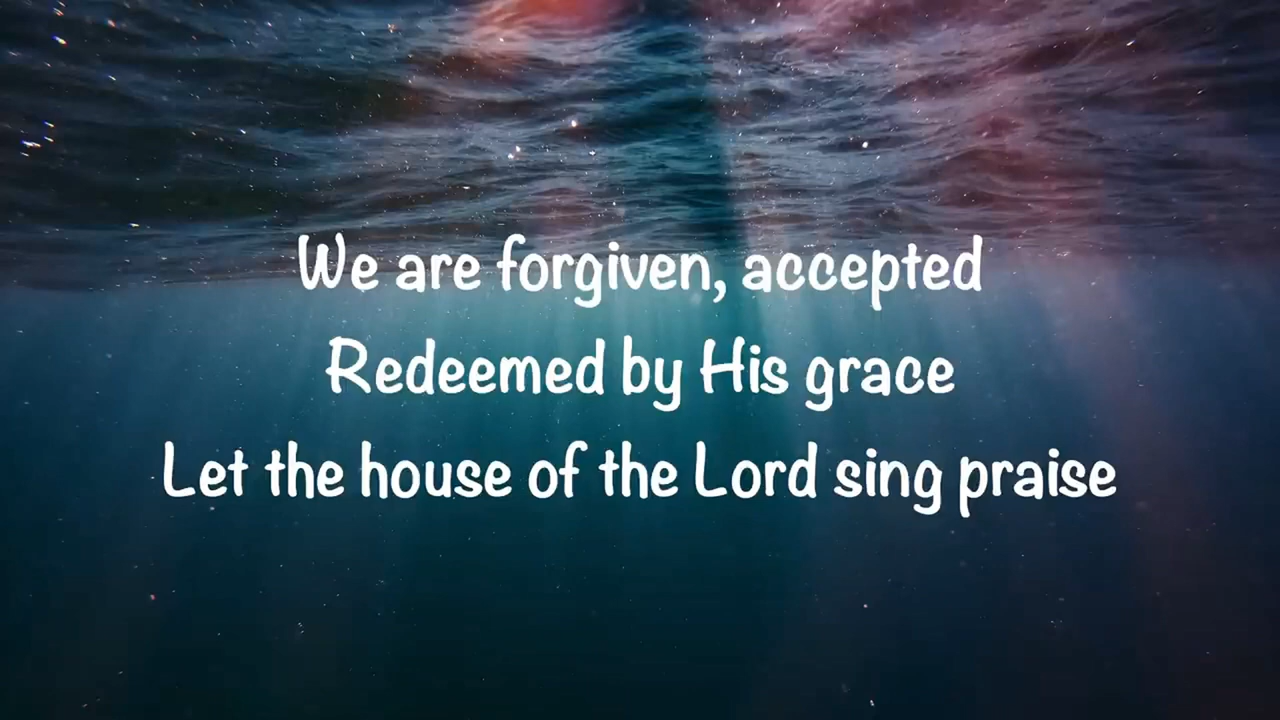 We are forgiven, accepted
Redeemed by His grace
Let the house of the Lord sing praise